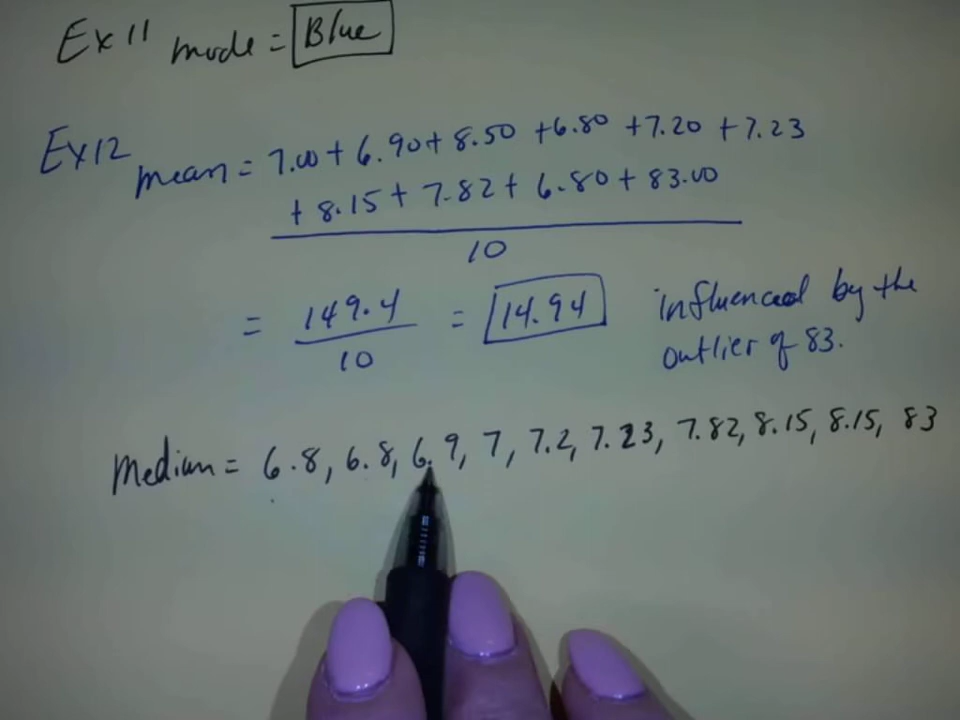 Ex 11 mode = Blue
Ex12 mean = 7.00 + 6.90 + 8.50 + 6.80 + 7.20 + 7.23
+ 8.15 + 7.82 + 6.80 + 83.00
10
= 149.4 / 10 = 14.94 influenced by the
outlier of 83.
Median = 6.8, 6.8, 6.9, 7, 7.2, 7.23, 7.82, 8.15, 8.15, 83